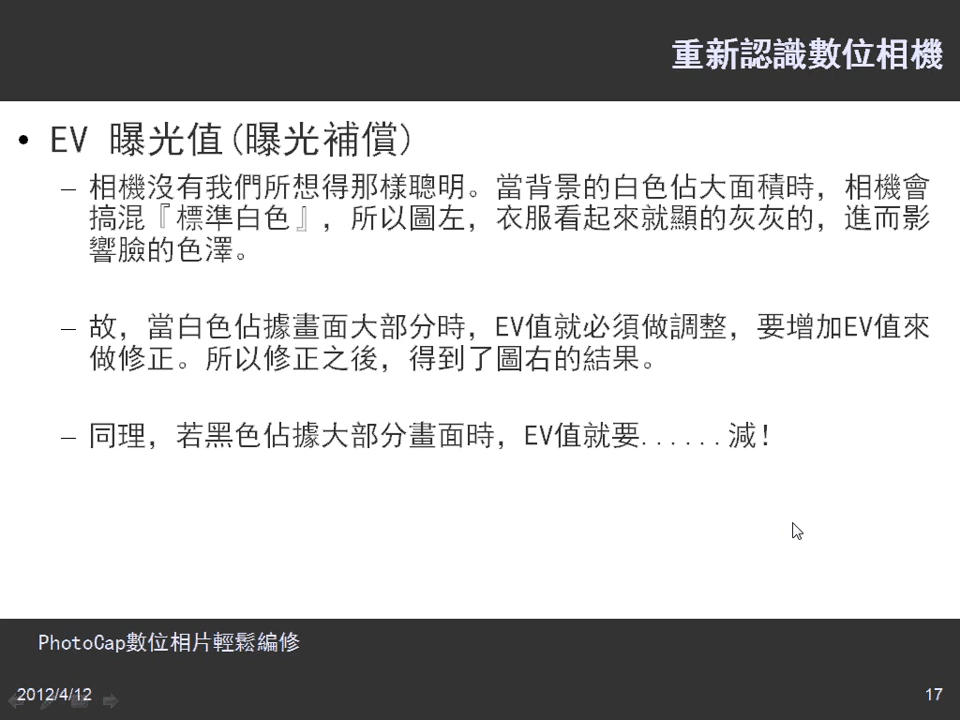 重新認識數位相機
• EV 曝光值(曝光補償)
– 相機沒有我們所想得那樣聰明。當背景的白色佔大面積時，相機會
搞混『標準白色』，所以圖左，衣服看起來就顯的灰灰的，進而影
響臉的色澤。
– 故，當白色佔據畫面大部分時，EV值就必須做調整，要增加EV值來
做修正。所以修正之後，得到了圖右的結果。
– 同理，若黑色佔據大部分畫面時，EV值就要......減！
PhotoCap數位相片輕鬆編修
2012/4/12
17